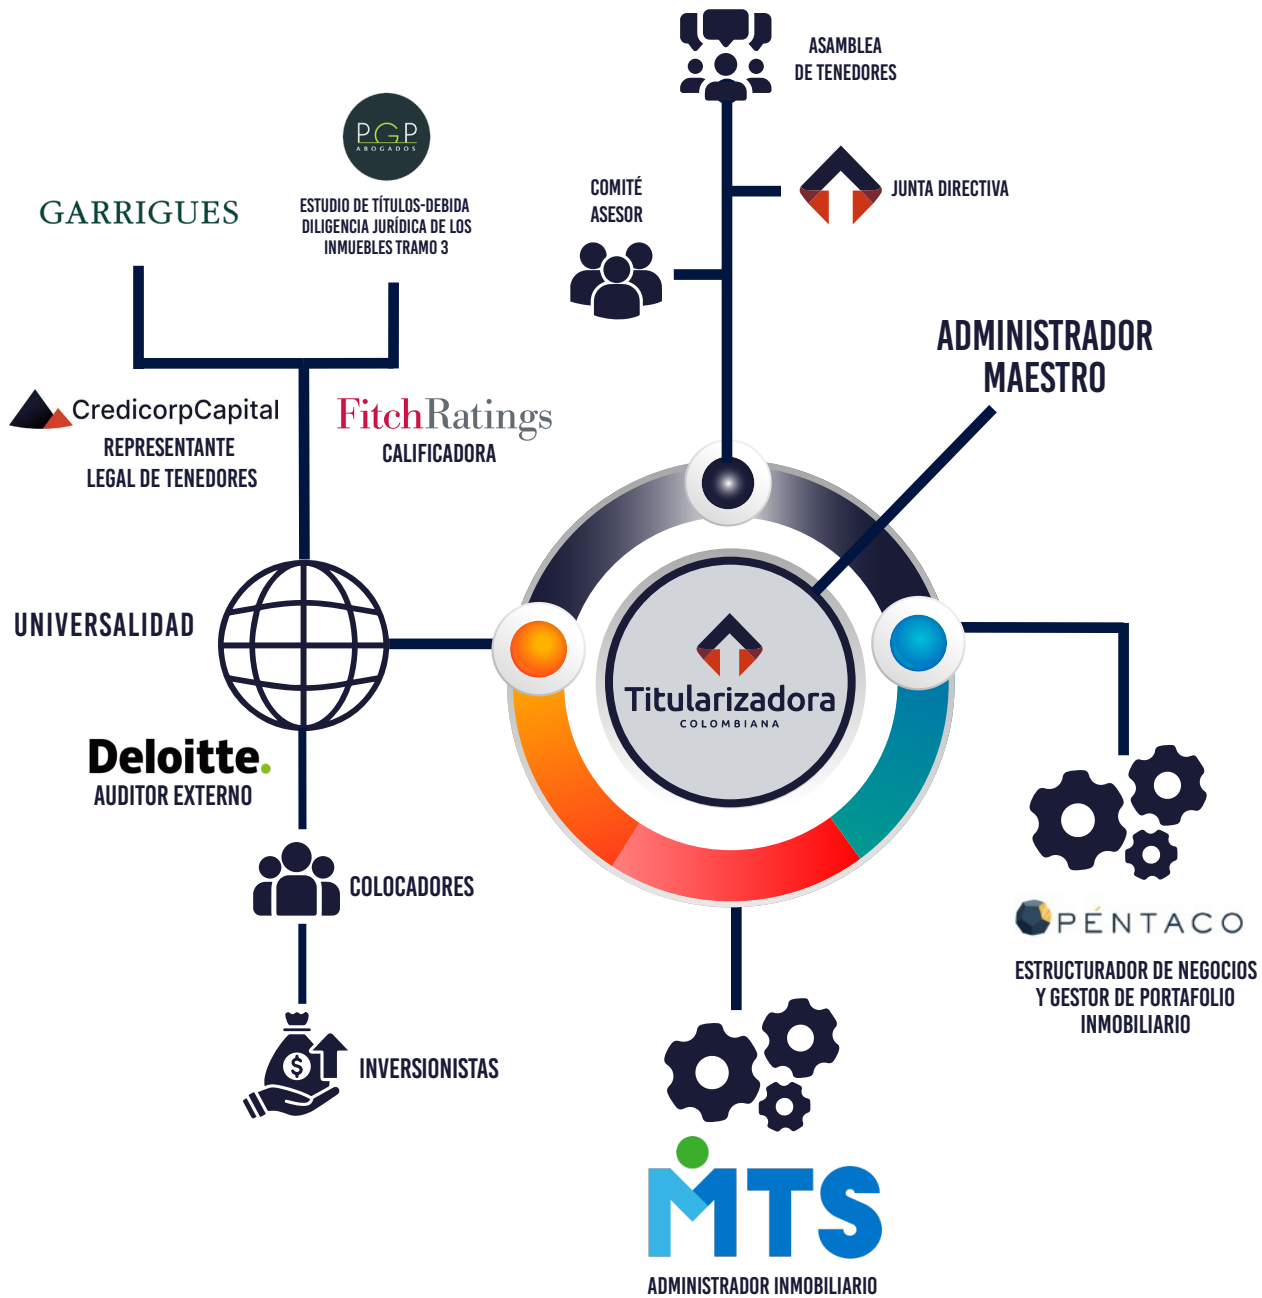 ASAMBLEA
DE TENEDORES
PGP
ABOGADOS
GARRIGUES
ESTUDIO DE TÍTULOS-DEBIDA
DILIGENCIA JURÍDICA DE LOS
INMUEBLES TRAMO 3
COMITÉ
ASESOR
JUNTA DIRECTIVA
ADMINISTRADOR
MAESTRO
CredicorpCapital
REPRESENTANTE
LEGAL DE TENEDORES
FitchRatings
CALIFICADORA
UNIVERSALIDAD
Titularizadora
COLOMBIANA
Deloitte.
AUDITOR EXTERNO
COLOCADORES
$
INVERSIONISTAS
PÉNTACO
ESTRUCTURADOR DE NEGOCIOS
Y GESTOR DE PORTAFOLIO
INMOBILIARIO
MTS
ADMINISTRADOR INMOBILIARIO